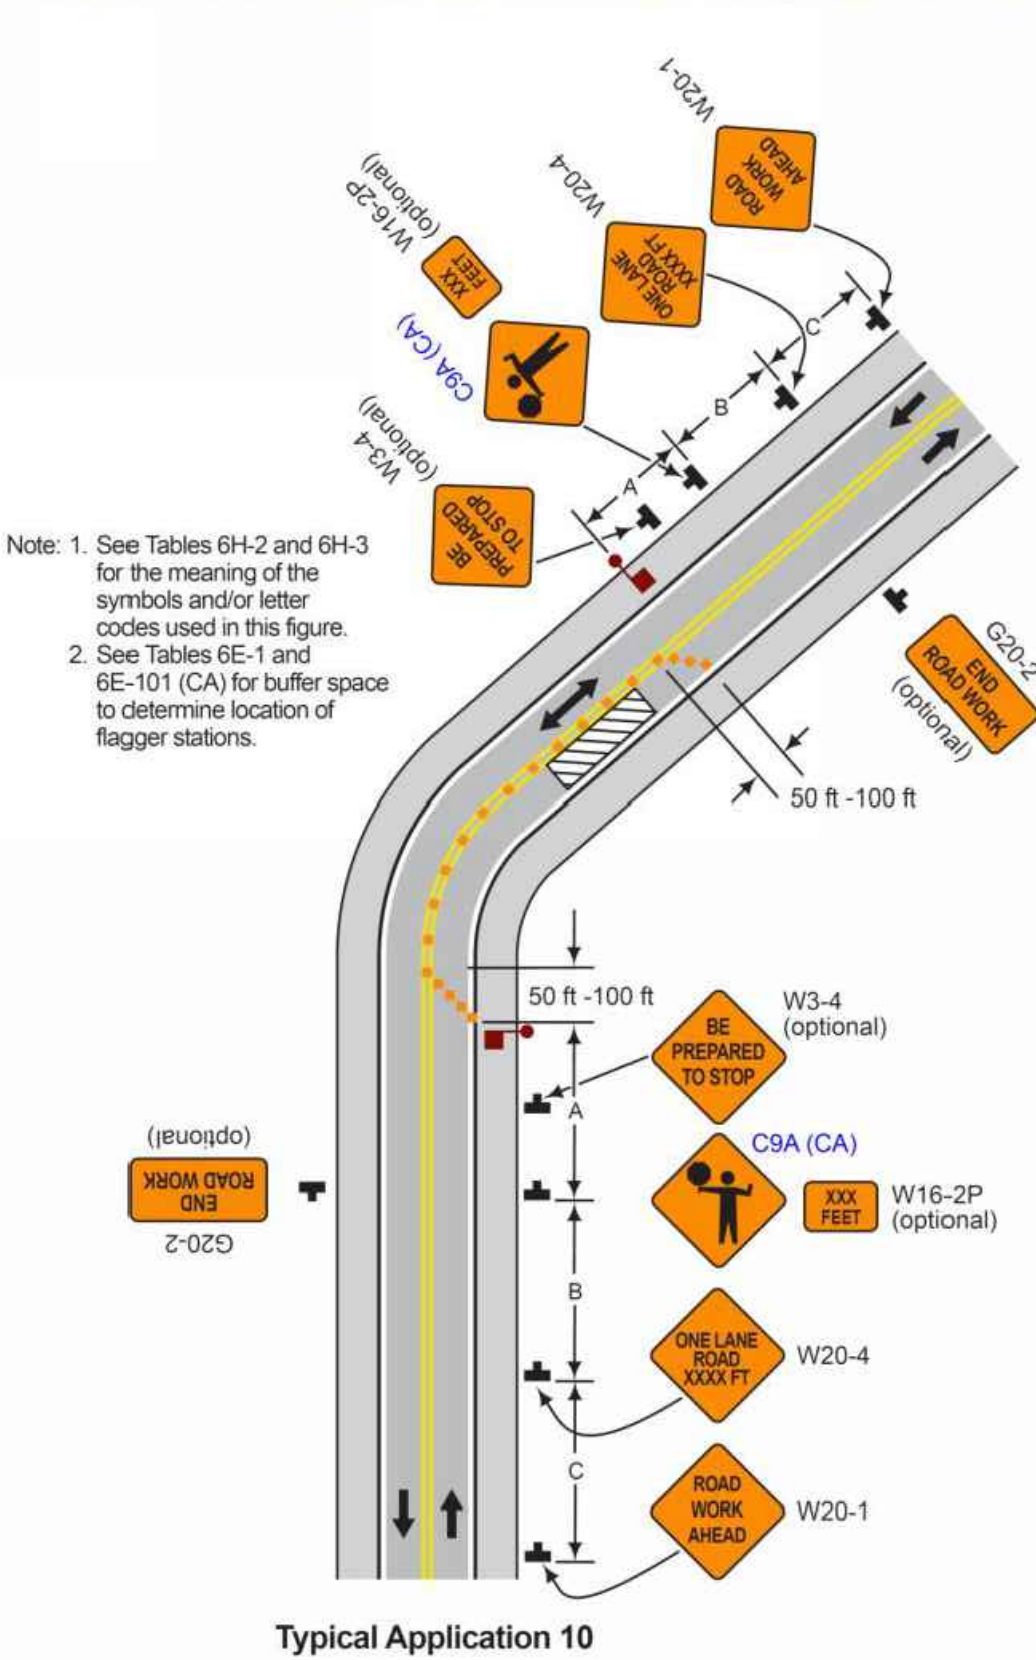 W20-1
ROAD
WORK
AHEAD
W20-4
ONE LANE
ROAD
XXXX FT
W16-2P
(optional)
XXX
FEET
C9A (CA)
W3-4
(optional)
BE
PREPARED
TO STOP
C
B
A
Note: 1. See Tables 6H-2 and 6H-3
for the meaning of the
symbols and/or letter
codes used in this figure.
2. See Tables 6E-1 and
6E-101 (CA) for buffer space
to determine location of
flagger stations.
G20-2
END
ROAD WORK
(optional)
50 ft -100 ft
50 ft -100 ft
BE
PREPARED
TO STOP
W3-4
(optional)
A
C9A (CA)
XXX
FEET
W16-2P
(optional)
(optional)
END
ROAD WORK
G20-2
B
ONE LANE
ROAD
XXXX FT
W20-4
C
ROAD
WORK
AHEAD
W20-1
Typical Application 10